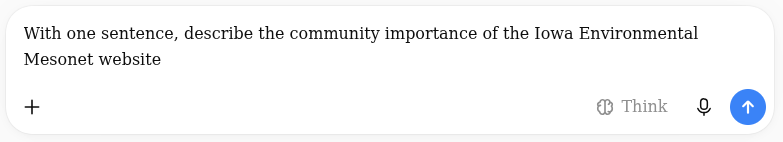 With one sentence, describe the community importance of the Iowa Environmental
Mesonet website
Think